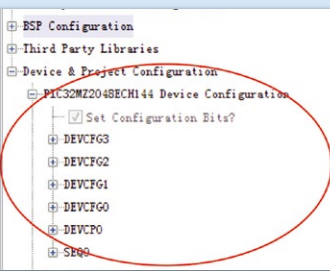 BSP Configuration
Third Party Libraries
Device & Project Configuration
PIC32MZ2048ECH144 Device Configuration
Set Configuration Bits?
DEVCFG3
DEVCFG2
DEVCFG1
DEVCFG0
DEVCP0
SEQ0